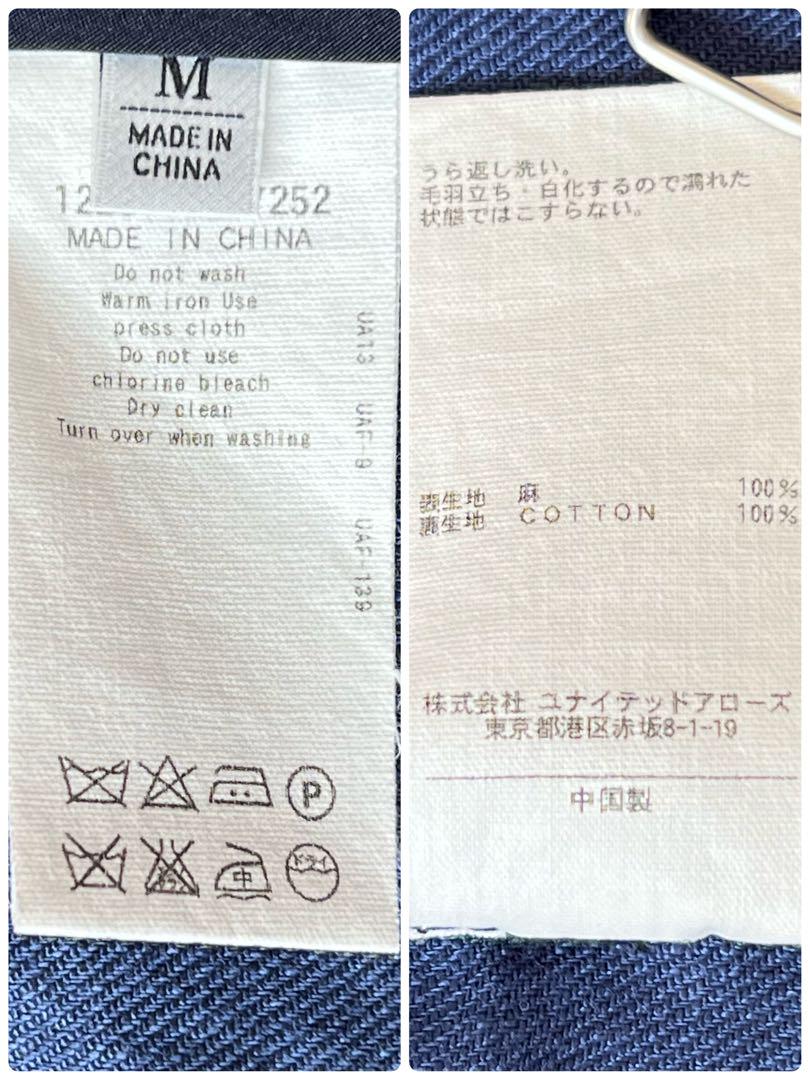 M
MADE IN
CHINA
12 7252
MADE IN CHINA
Do not wash
Warm iron Use
press cloth
Do not use
chlorine bleach
Dry clean
Turn over when washing
UA13 UAF-9 UAF-139
P
中
ドライ
うら返し洗い。
毛羽立ち・白化するので濡れた
状態ではこすらない。
表生地 麻 100%
裏生地 COTTON 100%
株式会社 ユナイテッドアローズ
東京都港区赤坂8-1-19
中国製